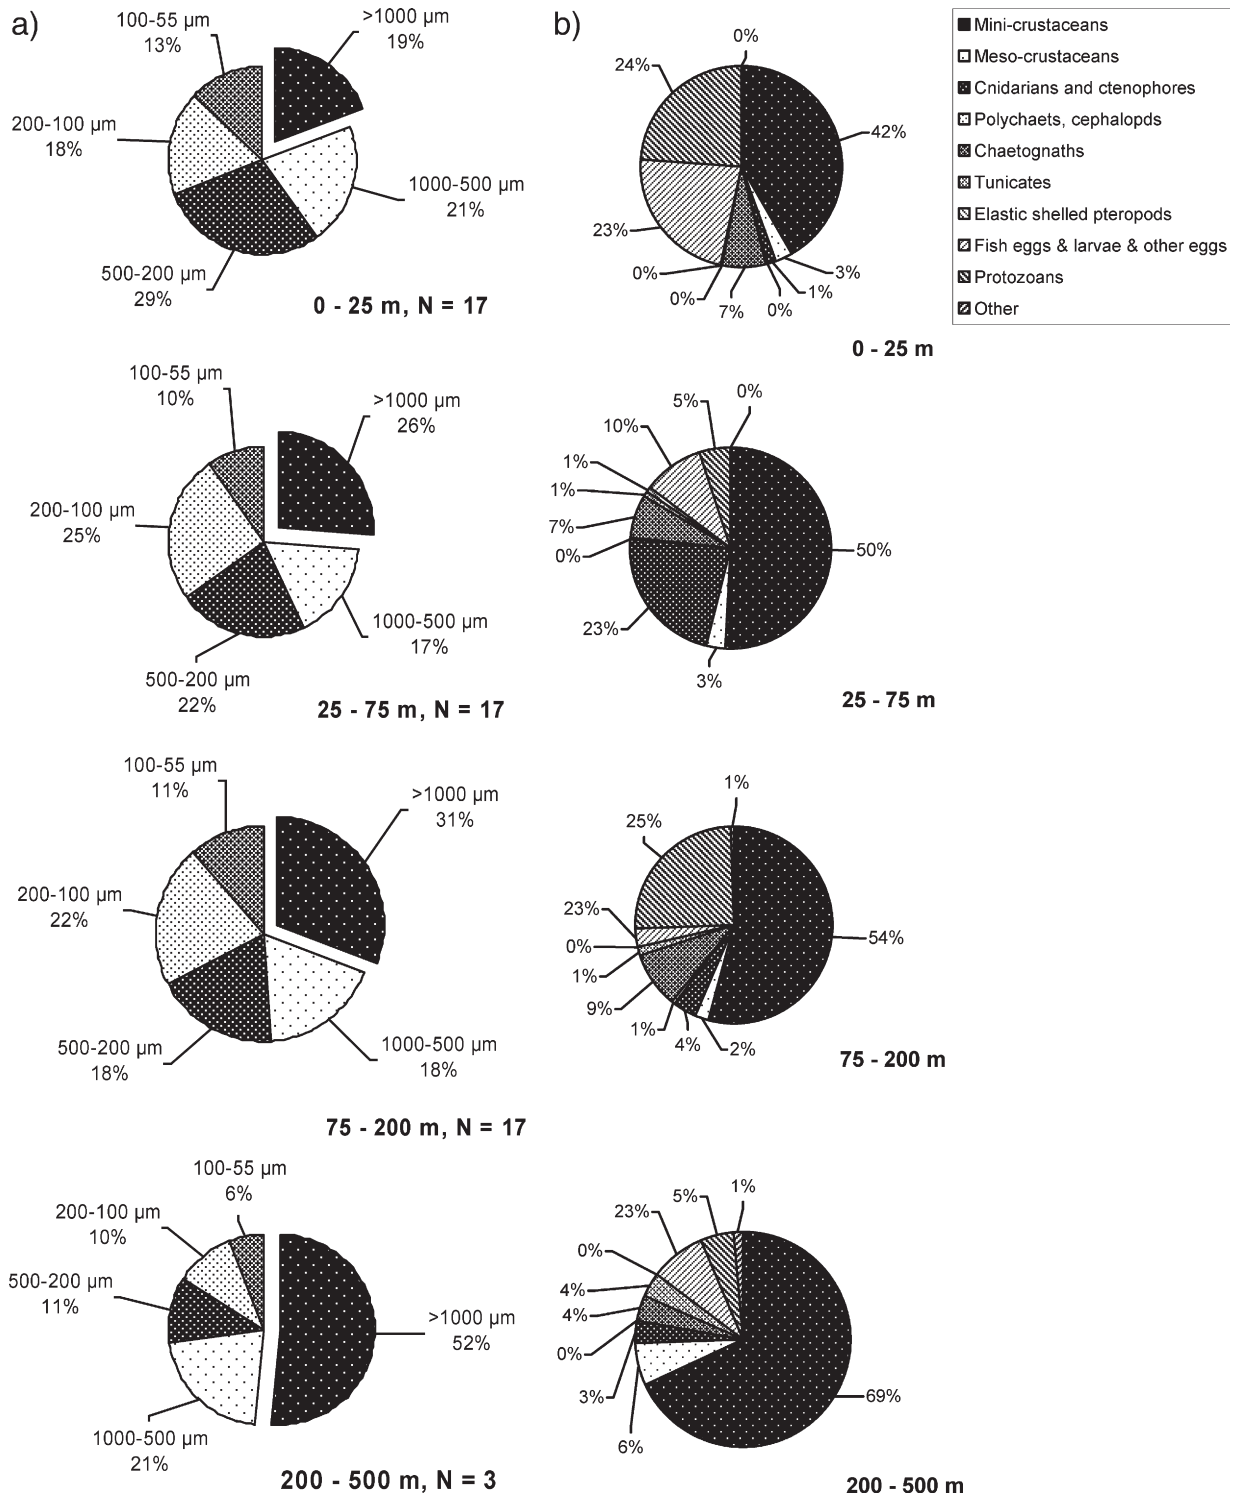 a)
100-55 µm
13%
>1000 µm
19%
200-100 µm
18%
1000-500 µm
21%
500-200 µm
29%
0 - 25 m, N = 17
b)
0%
24%
42%
23%
0%
0%
7%
0%
1%
3%
0 - 25 m
Mini-crustaceans
Meso-crustaceans
Cnidarians and ctenophores
Polychaets, cephalopds
Chaetognaths
Tunicates
Elastic shelled pteropods
Fish eggs & larvae & other eggs
Protozoans
Other
100-55 µm
10%
>1000 µm
26%
200-100 µm
25%
1000-500 µm
17%
500-200 µm
22%
25 - 75 m, N = 17
0%
5%
10%
1%
1%
7%
0%
50%
23%
3%
25 - 75 m
100-55 µm
11%
>1000 µm
31%
200-100 µm
22%
500-200 µm
18%
1000-500 µm
18%
75 - 200 m, N = 17
1%
25%
23%
0%
1%
9%
1%
4%
2%
54%
75 - 200 m
100-55 µm
6%
200-100 µm
10%
500-200 µm
11%
>1000 µm
52%
1000-500 µm
21%
200 - 500 m, N = 3
1%
5%
23%
0%
4%
4%
0%
3%
6%
69%
200 - 500 m